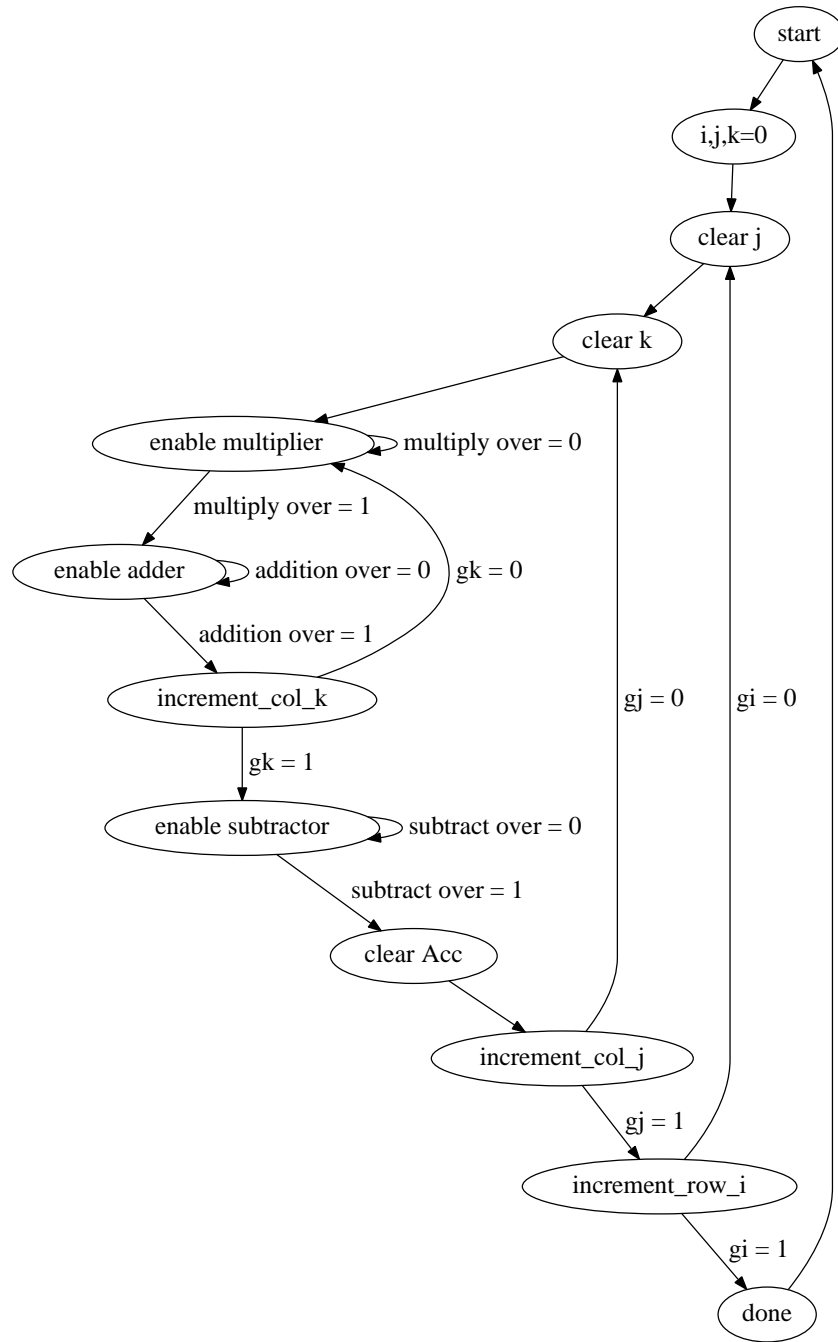 start
i,j,k=0
clear j
clear k
enable multiplier
multiply over = 0
multiply over = 1
enable adder
addition over = 0
gk = 0
addition over = 1
increment_col_k
gj = 0
gi = 0
gk = 1
enable subtractor
subtract over = 0
subtract over = 1
clear Acc
increment_col_j
gj = 1
increment_row_i
gi = 1
done